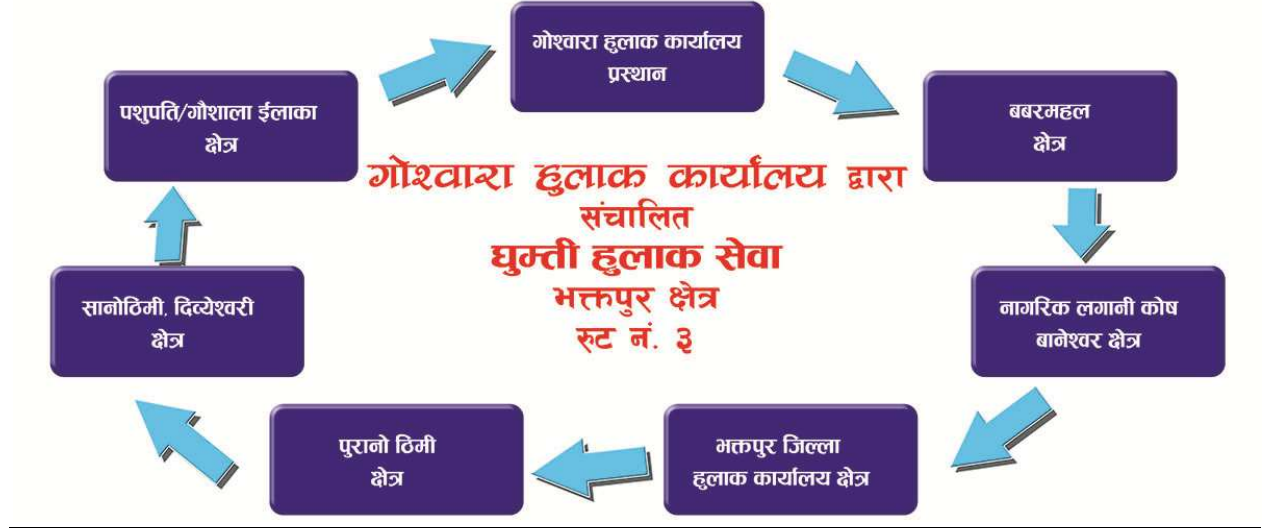 गोश्वारा हुलाक कार्यालय
प्रस्थान
पशुपति/गौशाला ईलाका
क्षेत्र
बबरमहल
क्षेत्र
गोश्वारा हुलाक कार्यालय द्वारा
संचालित
घुम्ती हुलाक सेवा
भक्तपुर क्षेत्र
रुट नं. ३
सानोठिमी, दिव्येश्वरी
क्षेत्र
नागरिक लगानी कोष
बानेश्वर क्षेत्र
पुरानो ठिमी
क्षेत्र
भक्तपुर जिल्ला
हुलाक कार्यालय क्षेत्र